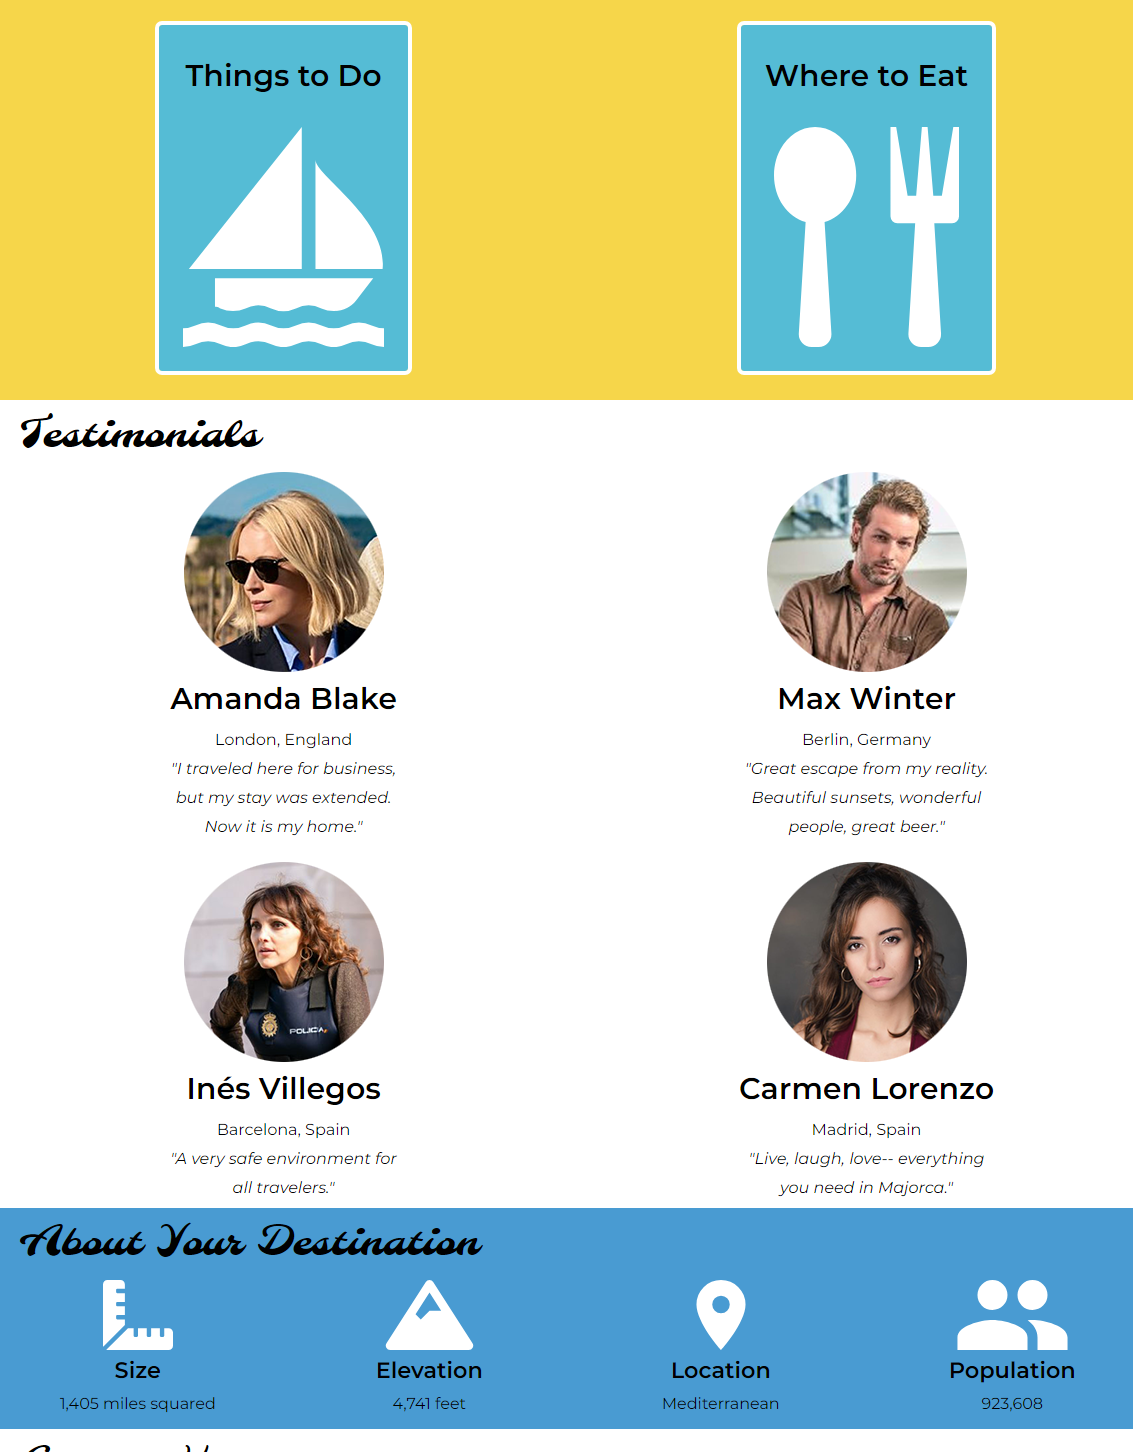 Things to Do
Where to Eat
Testimonials
Amanda Blake
London, England
"I traveled here for business,
but my stay was extended.
Now it is my home."
Max Winter
Berlin, Germany
"Great escape from my reality.
Beautiful sunsets, wonderful
people, great beer."
POLICIA
Inés Villegos
Barcelona, Spain
"A very safe environment for
all travelers."
Carmen Lorenzo
Madrid, Spain
"Live, laugh, love-- everything
you need in Majorca."
About Your Destination
Size
1,405 miles squared
Elevation
4,741 feet
Location
Mediterranean
Population
923,608